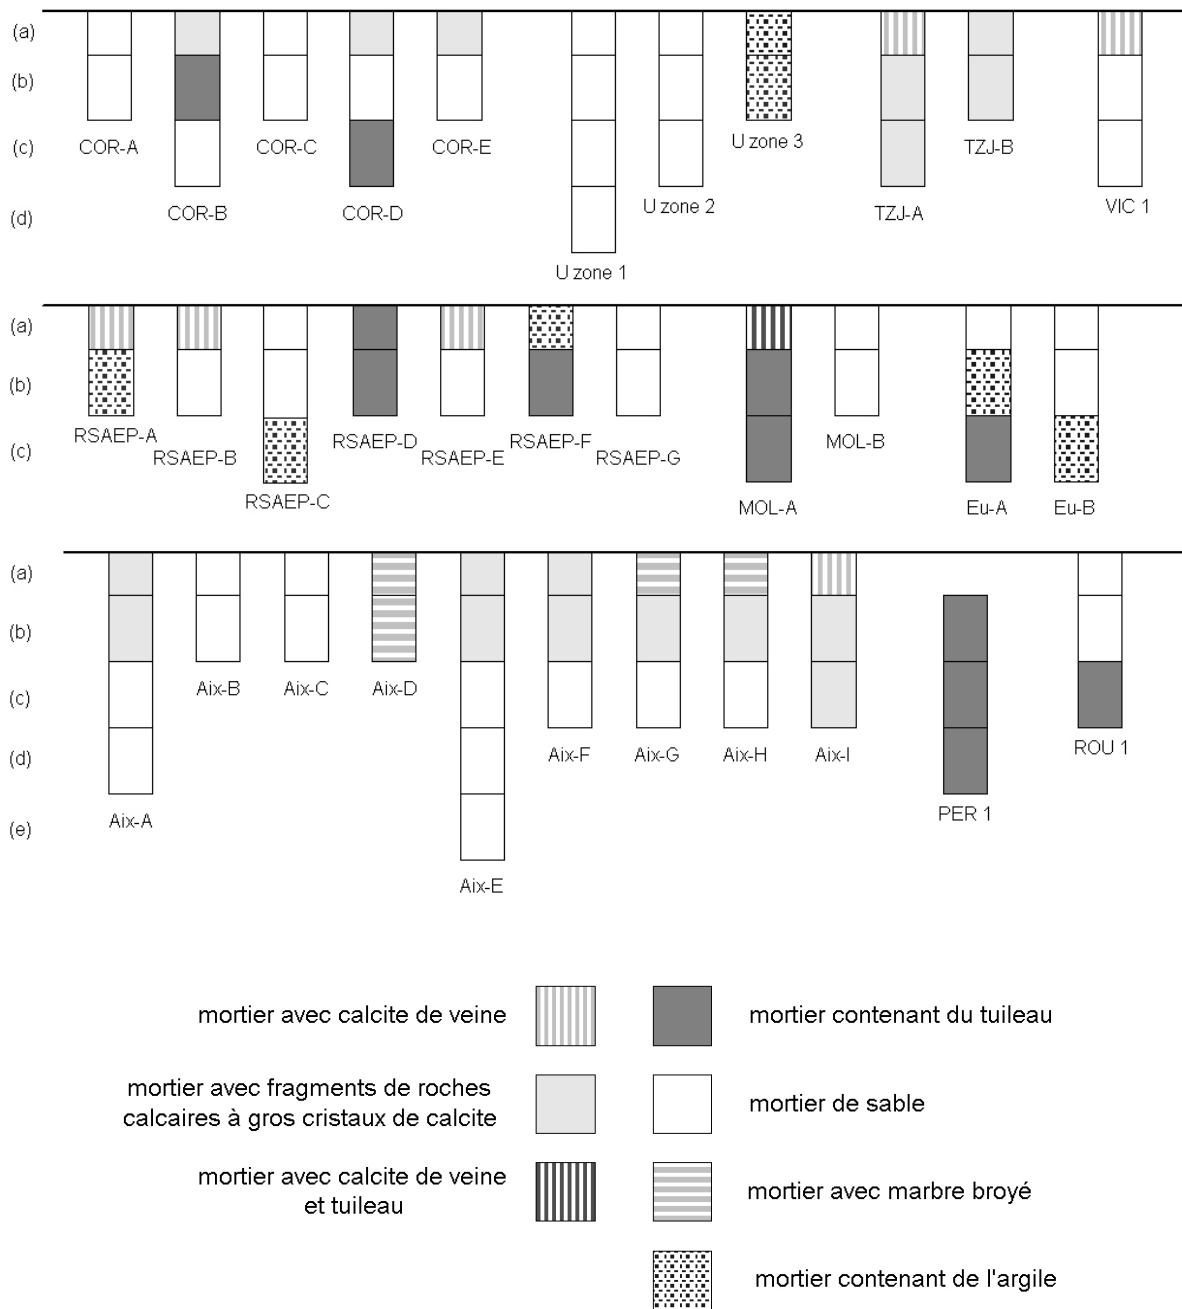 (a)
(b)
(c)
(d)
COR-A
COR-B
COR-C
COR-D
COR-E
U zone 1
U zone 2
U zone 3
TZJ-A
TZJ-B
VIC 1
(a)
(b)
(c)
RSAEP-A
RSAEP-B
RSAEP-C
RSAEP-D
RSAEP-E
RSAEP-F
RSAEP-G
MOL-A
MOL-B
Eu-A
Eu-B
(a)
(b)
(c)
(d)
(e)
Aix-A
Aix-B
Aix-C
Aix-D
Aix-E
Aix-F
Aix-G
Aix-H
Aix-I
PER 1
ROU 1
mortier avec calcite de veine
mortier contenant du tuileau
mortier avec fragments de roches
calcaires à gros cristaux de calcite
mortier de sable
mortier avec calcite de veine
et tuileau
mortier avec marbre broyé
mortier contenant de l'argile